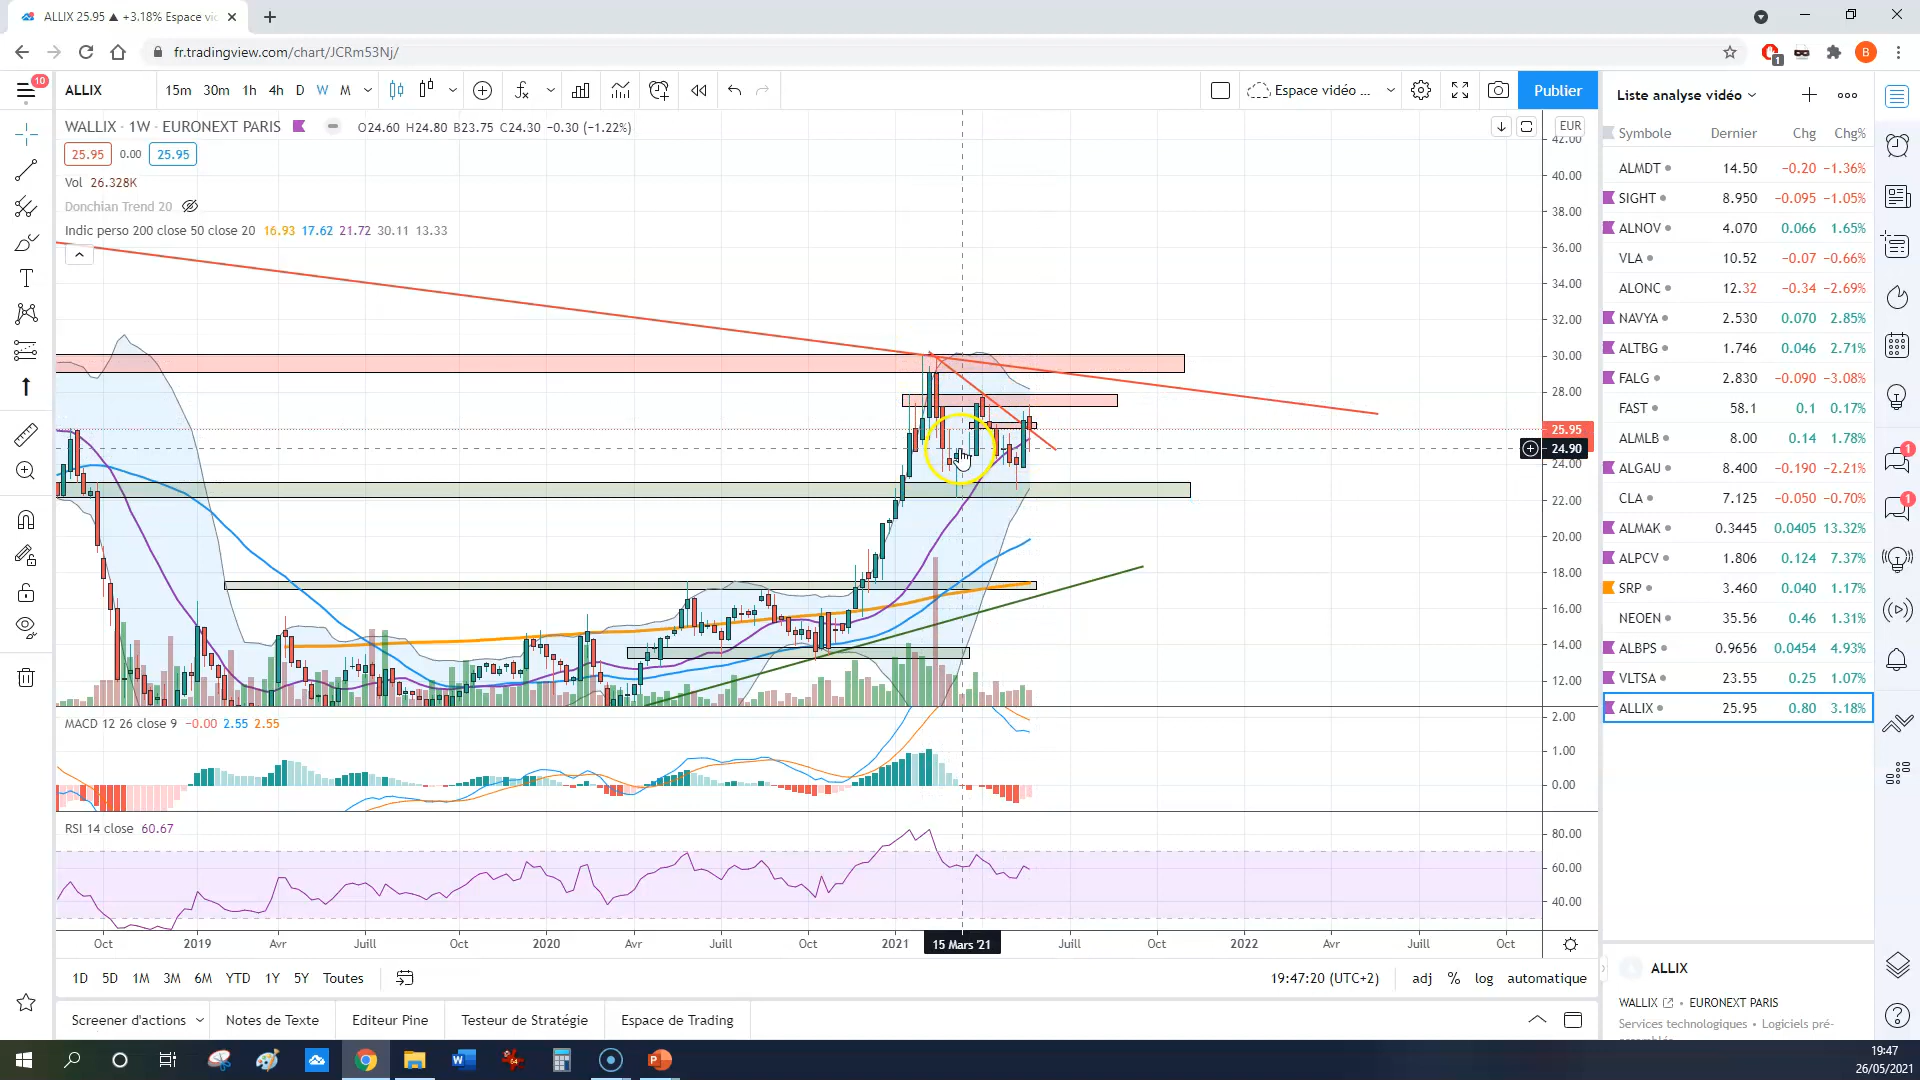 ALLIX 25.95 ▲ +3.18% Espace vi
fr.tradingview.com/chart/JCRm53Nj/
1
B
10
ALLIX
15m 30m 1h 4h D W M
Espace vidéo ...
Publier
WALLIX · 1W · EURONEXT PARIS
O24.60 H24.80 B23.75 C24.30 −0.30 (−1.22%)
25.95 0.00 25.95
Vol 26.328K
Donchian Trend 20
Indic perso 200 close 50 close 20 16.93 17.62 21.72 30.11 13.33
EUR
42.00
40.00
38.00
36.00
34.00
32.00
30.00
28.00
25.95
24.90
24.00
22.00
20.00
18.00
16.00
14.00
12.00
MACD 12 26 close 9 −0.00 2.55 2.55
2.00
1.00
0.00
RSI 14 close 60.67
80.00
60.00
40.00
Oct 2019 Avr Juill Oct 2020 Avr Juill Oct 2021 15 Mars '21 Juill Oct 2022 Avr Juill Oct
1D 5D 1M 3M 6M YTD 1Y 5Y Toutes
19:47:20 (UTC+2) adj % log automatique
Screener d'actions Notes de Texte Editeur Pine Testeur de Stratégie Espace de Trading
Liste analyse vidéo
Symbole Dernier Chg Chg%
ALMDT 14.50 −0.20 −1.36%
SIGHT 8.950 −0.095 −1.05%
ALNOV 4.070 0.066 1.65%
VLA 10.52 −0.07 −0.66%
ALONC 12.32 −0.34 −2.69%
NAVYA 2.530 0.070 2.85%
ALTBG 1.746 0.046 2.71%
FALG 2.830 −0.090 −3.08%
FAST 58.1 0.1 0.17%
ALMLB 8.00 0.14 1.78%
ALGAU 8.400 −0.190 −2.21%
CLA 7.125 −0.050 −0.70%
ALMAK 0.3445 0.0405 13.32%
ALPCV 1.806 0.124 7.37%
SRP 3.460 0.040 1.17%
NEOEN 35.56 0.46 1.31%
ALBPS 0.9656 0.0454 4.93%
VLTSA 23.55 0.25 1.07%
ALLIX 25.95 0.80 3.18%
1
1
ALLIX
WALLIX • EURONEXT PARIS
Services technologiques • Logiciels pré-
19:47
26/05/2021